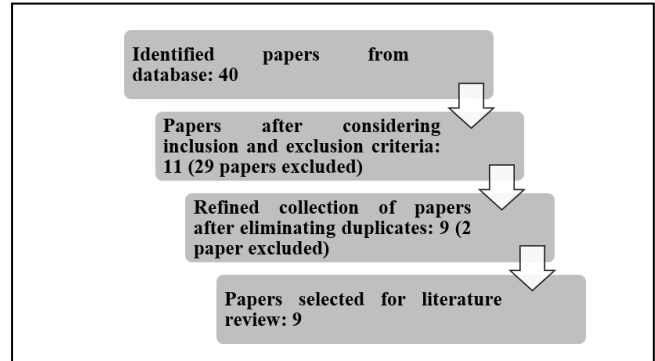 Identified papers from
database: 40
Papers after considering
inclusion and exclusion criteria:
11 (29 papers excluded)
Refined collection of papers
after eliminating duplicates: 9 (2
paper excluded)
Papers selected for literature
review: 9